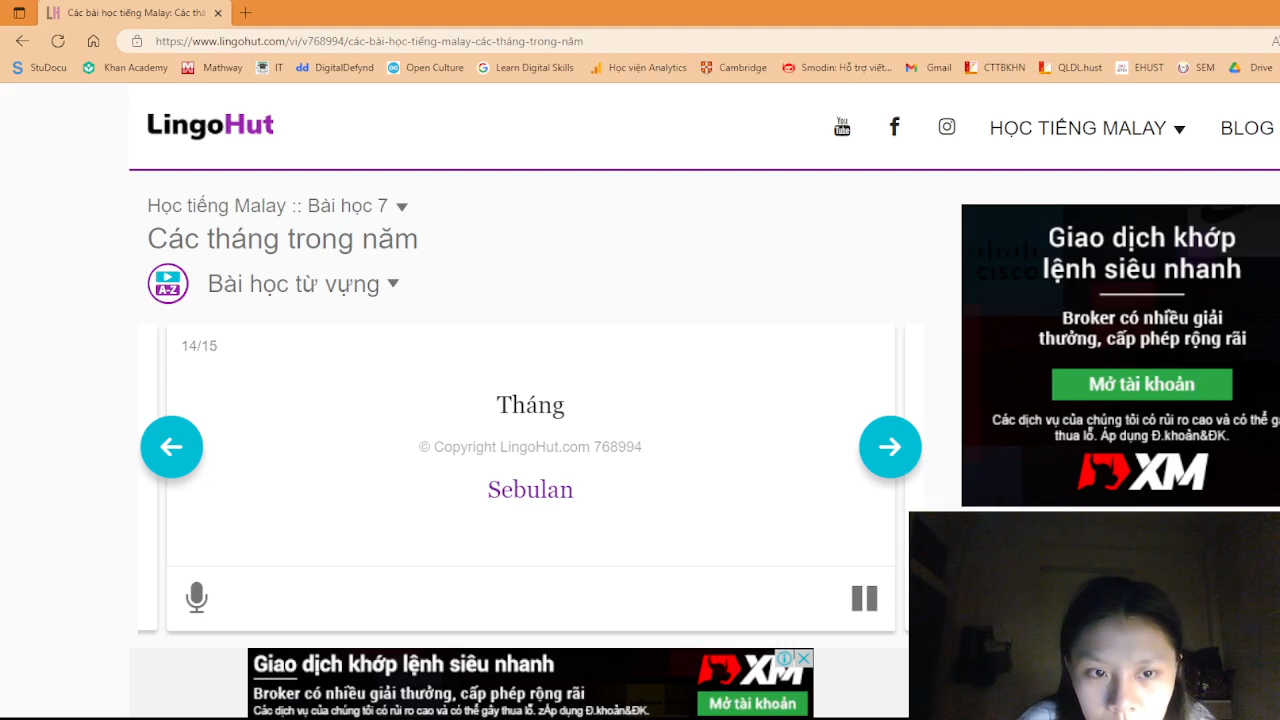 Các bài học tiếng Malay: Các thá
https://www.lingohut.com/vi/v768994/các-bài-học-tiếng-malay-các-tháng-trong-năm
StuDocu Khan Academy Mathway IT DigitalDefynd Open Culture Learn Digital Skills Học viện Analytics Cambridge Smodin: Hỗ trợ viết... Gmail CTTBKHN QLDL.hust EHUST SEM Drive
LingoHut
You Tube
HỌC TIẾNG MALAY BLOG
Học tiếng Malay :: Bài học 7
Các tháng trong năm
A-Z
Bài học từ vựng
14/15
Tháng
© Copyright LingoHut.com 768994
Sebulan
Giao dịch khớp
lệnh siêu nhanh
Broker có nhiều giải
thưởng, cấp phép rộng rãi
Mở tài khoản
Các dịch vụ của chúng tôi có rủi ro cao và có thể gâ
thua lỗ. Áp dụng Đ.khoản&ĐK.
XM
Giao dịch khớp lệnh siêu nhanh
Broker có nhiều giải thưởng, cấp phép rộng rãi
Các dịch vụ của chúng tôi có rủi ro cao và có thể gây thua lỗ. zÁp dụng Đ.khoản&ĐK.
XM
Mở tài khoản